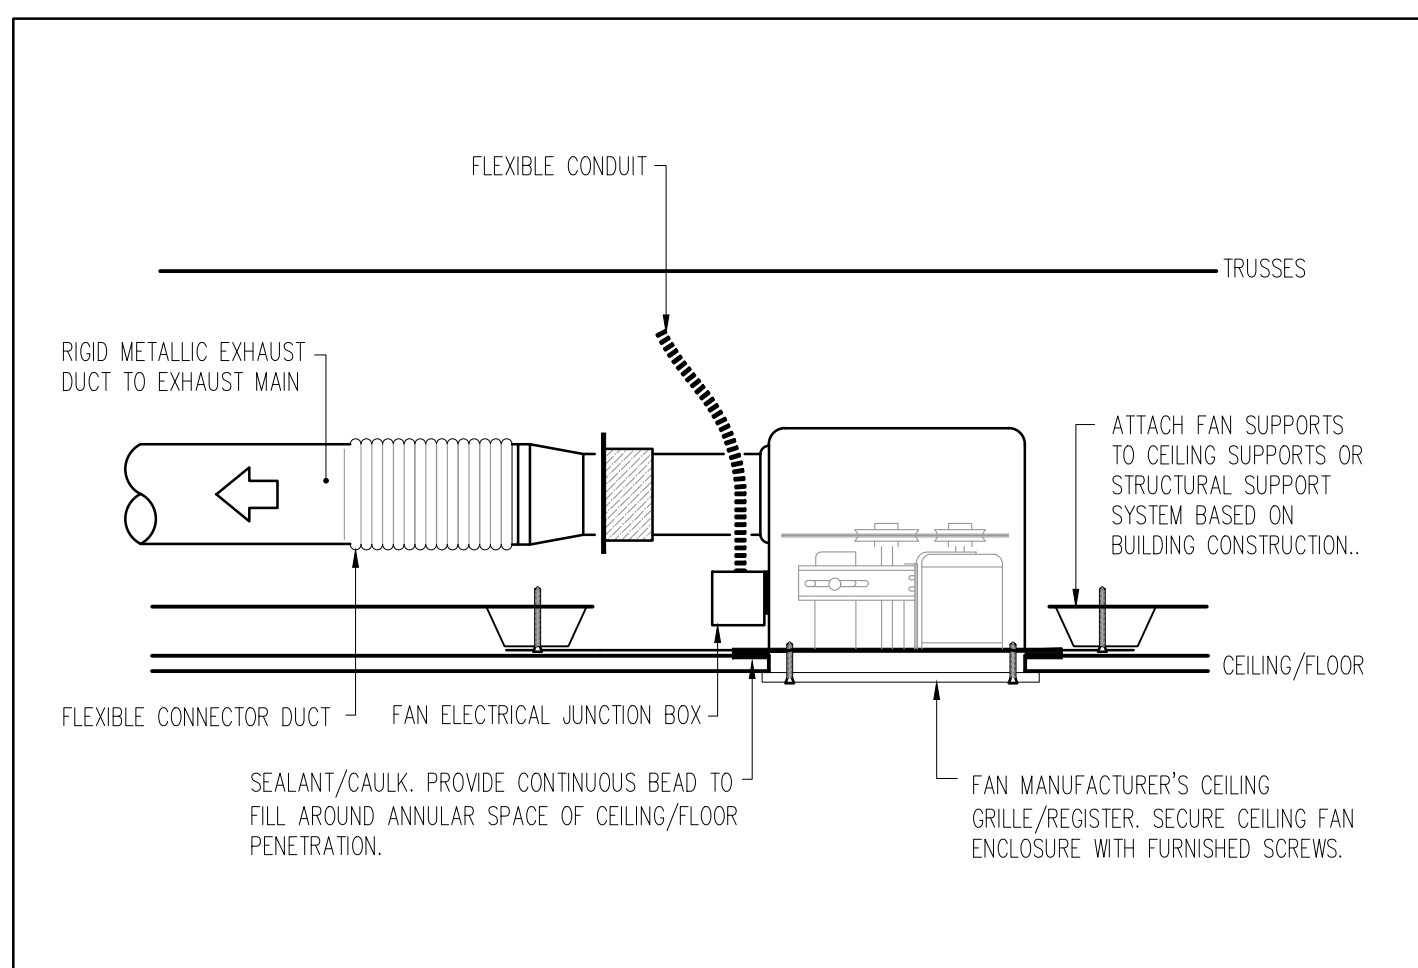 FLEXIBLE CONDUIT
TRUSSES
RIGID METALLIC EXHAUST
DUCT TO EXHAUST MAIN
ATTACH FAN SUPPORTS
TO CEILING SUPPORTS OR
STRUCTURAL SUPPORT
SYSTEM BASED ON
BUILDING CONSTRUCTION..
CEILING/FLOOR
FLEXIBLE CONNECTOR DUCT
FAN ELECTRICAL JUNCTION BOX
SEALANT/CAULK. PROVIDE CONTINUOUS BEAD TO
FILL AROUND ANNULAR SPACE OF CEILING/FLOOR
PENETRATION.
FAN MANUFACTURER'S CEILING
GRILLE/REGISTER. SECURE CEILING FAN
ENCLOSURE WITH FURNISHED SCREWS.